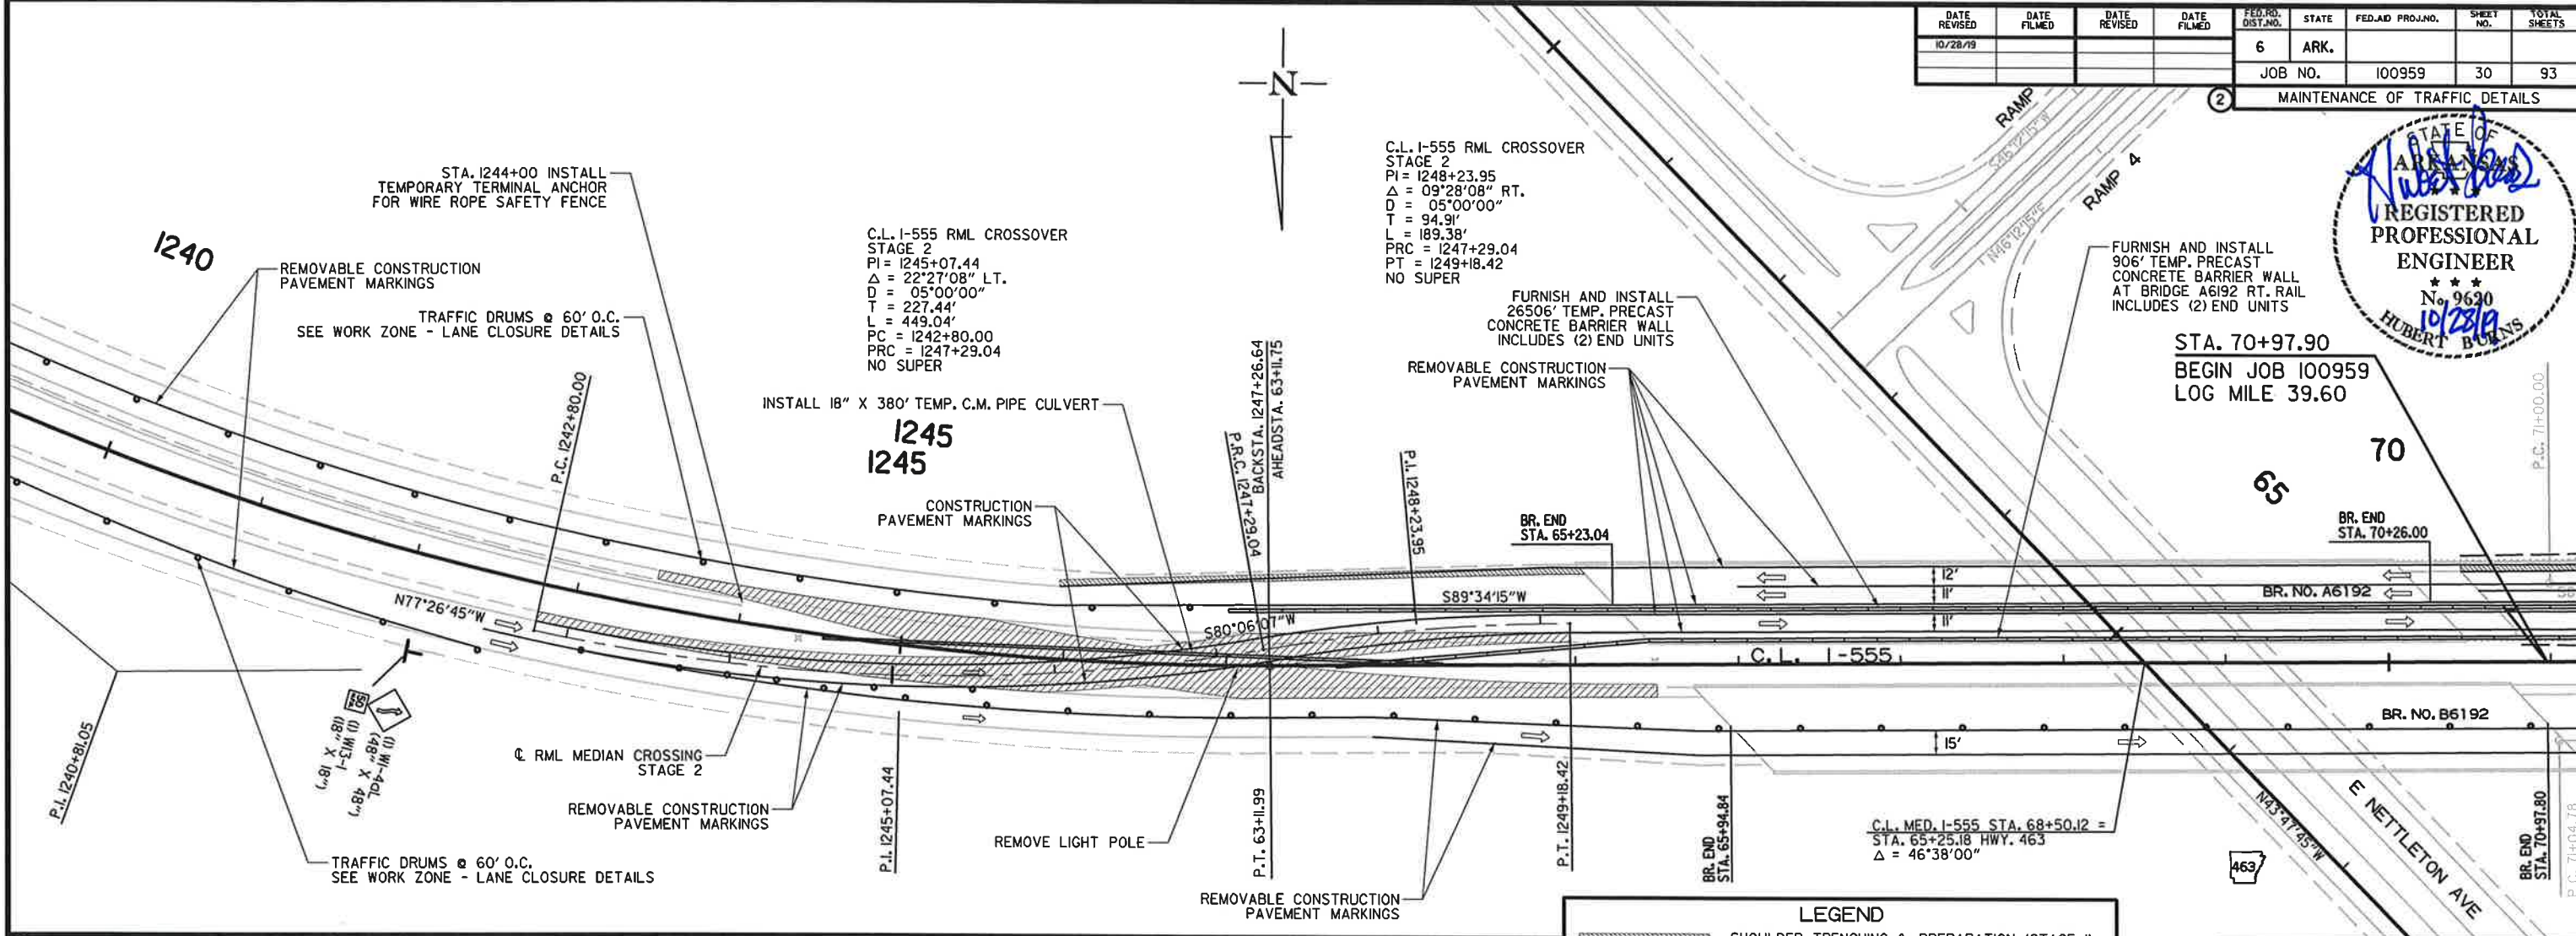 DATE REVISED
DATE FILMED
DATE REVISED
DATE FILMED
FED.RD. DIST.NO.
STATE
FED.AID PROJ.NO.
SHEET NO.
TOTAL SHEETS
10/28/19
6
ARK.
JOB NO.
100959
30
93
2
MAINTENANCE OF TRAFFIC DETAILS
STATE OF
ARKANSAS
★ ★ ★
REGISTERED
PROFESSIONAL
ENGINEER
★ ★ ★
No. 9620
10/28/19
HUBERT BURNS
N
RAMP
S46°12'15"W
RAMP 4
N46°12'15"E
STA. 1244+00 INSTALL
TEMPORARY TERMINAL ANCHOR
FOR WIRE ROPE SAFETY FENCE
1240
REMOVABLE CONSTRUCTION
PAVEMENT MARKINGS
TRAFFIC DRUMS @ 60' O.C.
SEE WORK ZONE - LANE CLOSURE DETAILS
C.L. I-555 RML CROSSOVER
STAGE 2
PI = 1245+07.44
Δ = 22°27'08" LT.
D = 05°00'00"
T = 227.44'
L = 449.04'
PC = 1242+80.00
PRC = 1247+29.04
NO SUPER
C.L. I-555 RML CROSSOVER
STAGE 2
PI = 1248+23.95
Δ = 09°28'08" RT.
D = 05°00'00"
T = 94.91'
L = 189.38'
PRC = 1247+29.04
PT = 1249+18.42
NO SUPER
FURNISH AND INSTALL
26506' TEMP. PRECAST
CONCRETE BARRIER WALL
INCLUDES (2) END UNITS
REMOVABLE CONSTRUCTION
PAVEMENT MARKINGS
FURNISH AND INSTALL
906' TEMP. PRECAST
CONCRETE BARRIER WALL
AT BRIDGE A6192 RT. RAIL
INCLUDES (2) END UNITS
STA. 70+97.90
BEGIN JOB 100959
LOG MILE 39.60
P.C. 71+00.00
70
65
INSTALL 18" X 380' TEMP. C.M. PIPE CULVERT
1245
1245
P.C. 1242+80.00
P.R.C. 1247+29.04
BACKSTA. 1247+26.64
AHEADSTA. 63+11.75
P.I. 1248+23.95
CONSTRUCTION
PAVEMENT MARKINGS
BR. END
STA. 65+23.04
BR. END
STA. 70+26.00
N77°26'45"W
S80°06'07"W
S89°34'15"W
12'
11'
11'
BR. NO. A6192
C.L. I-555
BR. NO. B6192
15'
P.I. 1240+81.05
50
MPH
(1) W1-4aL
(48" X 48")
(1) W13-1
(18" X 18")
℄ RML MEDIAN CROSSING
STAGE 2
REMOVABLE CONSTRUCTION
PAVEMENT MARKINGS
TRAFFIC DRUMS @ 60' O.C.
SEE WORK ZONE - LANE CLOSURE DETAILS
P.I. 1245+07.44
REMOVE LIGHT POLE
P.T. 63+11.99
P.T. 1249+18.42
REMOVABLE CONSTRUCTION
PAVEMENT MARKINGS
BR. END
STA. 65+94.84
C.L. MED. I-555 STA. 68+50.12 =
STA. 65+25.18 HWY. 463
Δ = 46°38'00"
463
N43°47'45"W
E NETTLETON AVE
BR. END
STA. 70+97.80
P.C. 71+04.78
LEGEND